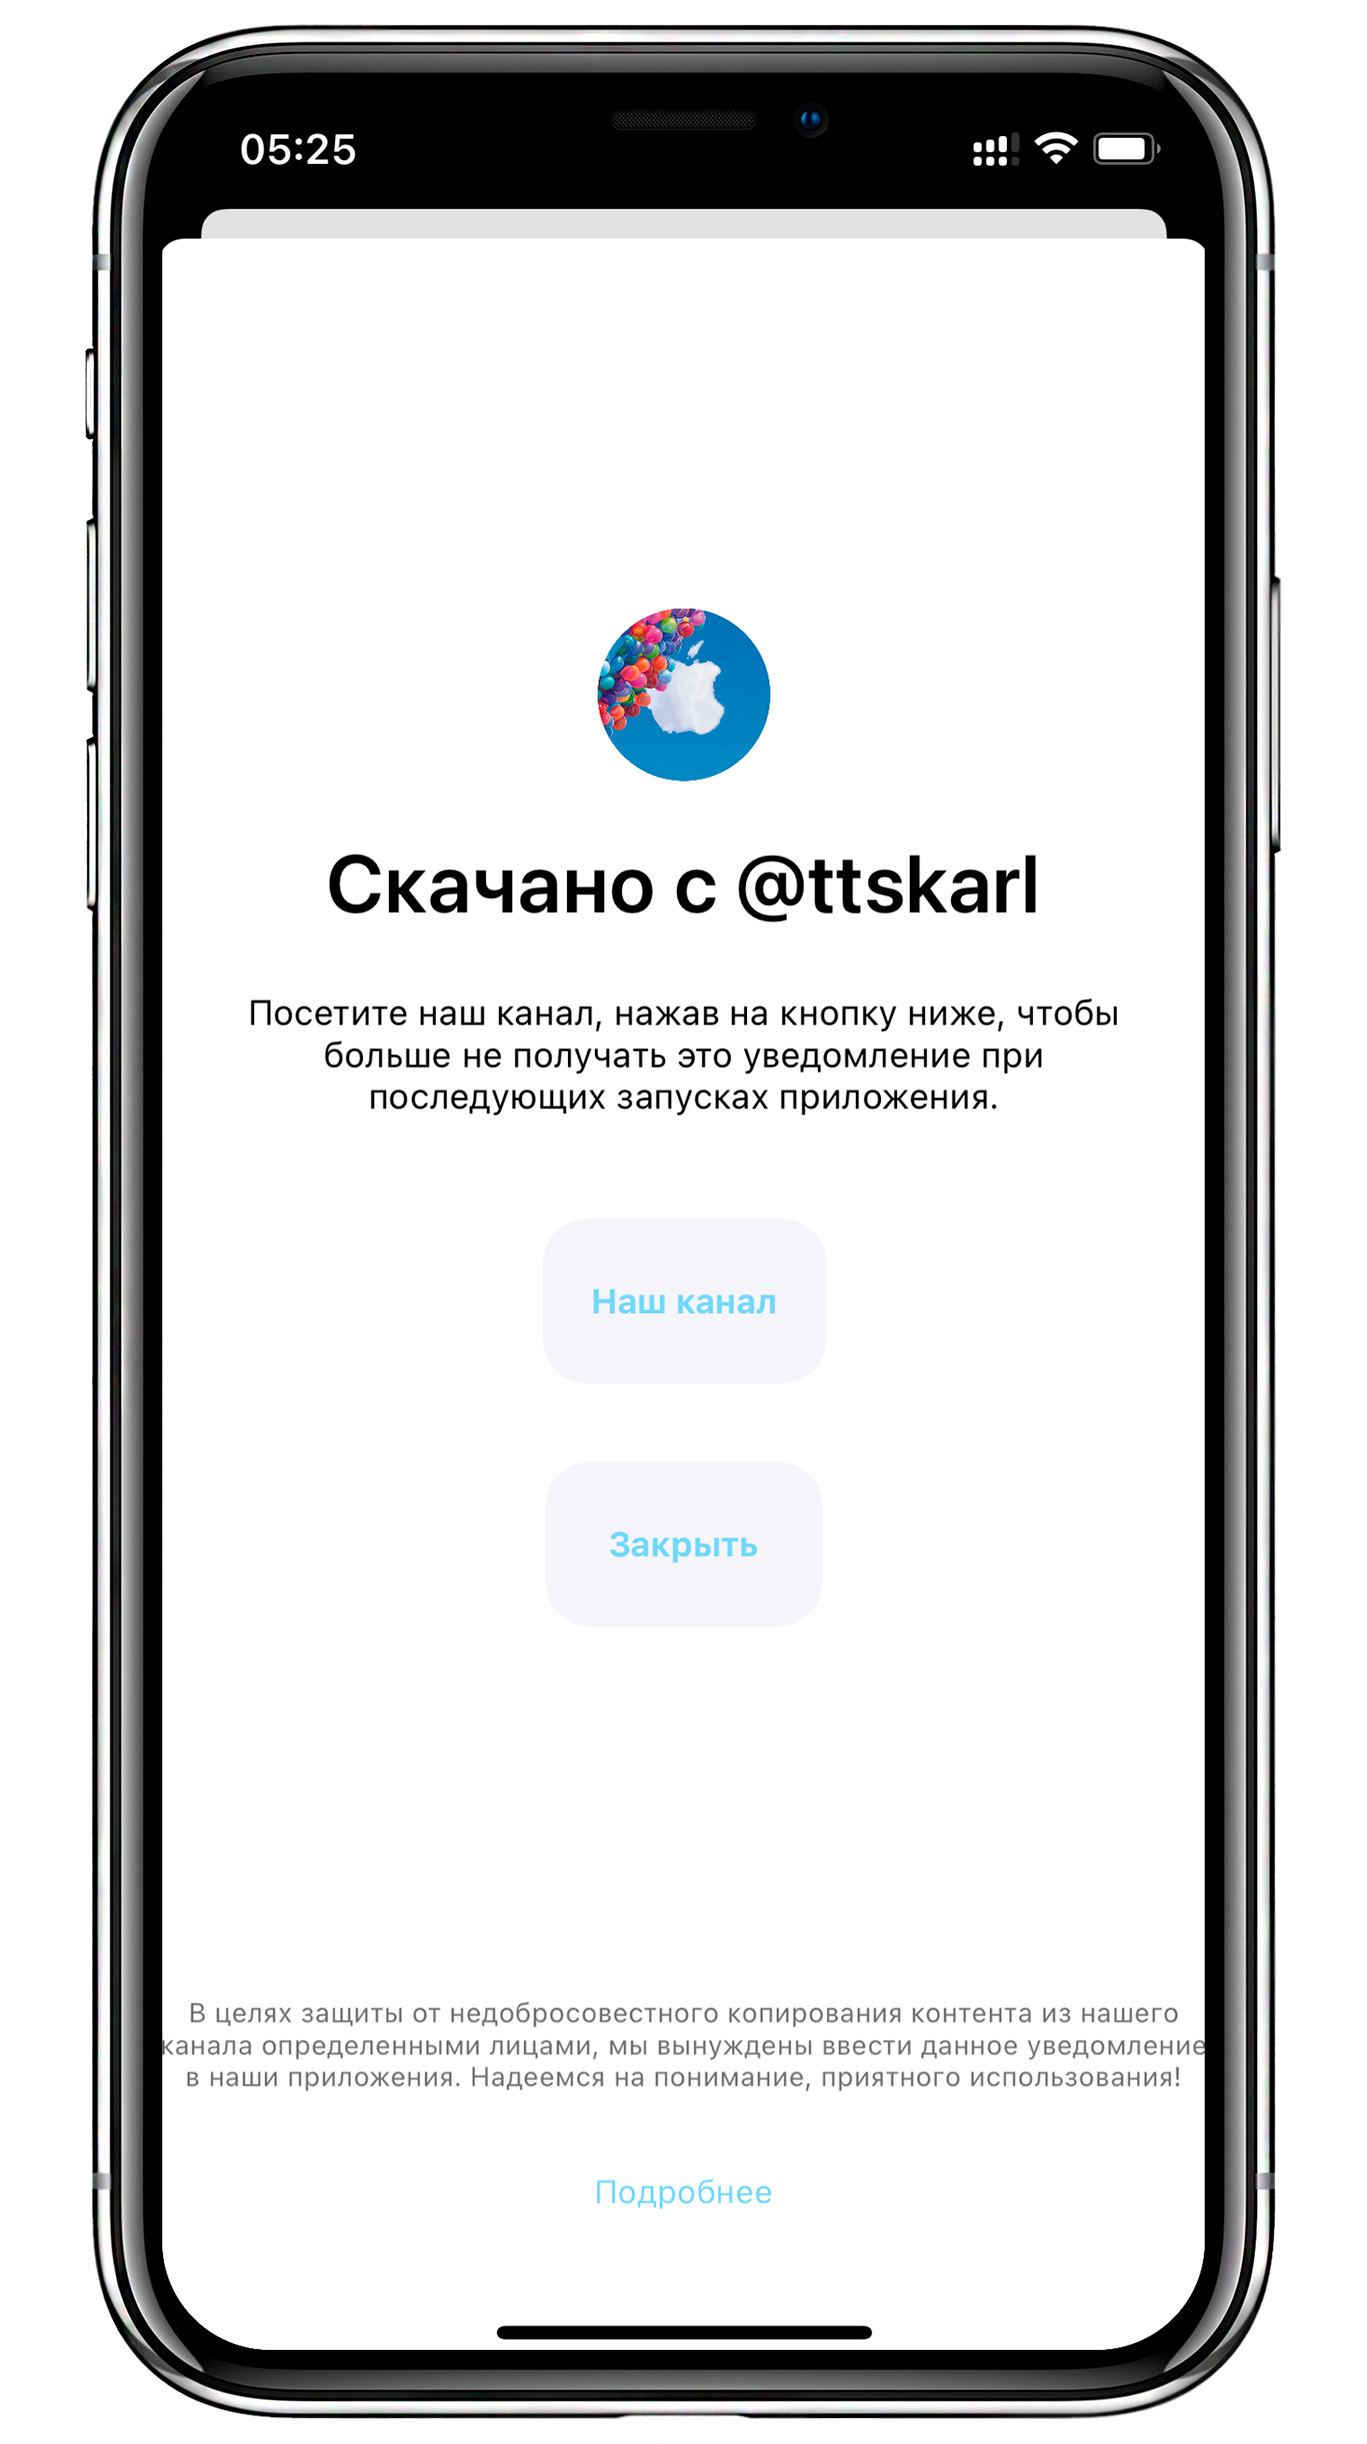 05:25
Скачано с @ttskarl
Посетите наш канал, нажав на кнопку ниже, чтобы
больше не получать это уведомление при
последующих запусках приложения.
Наш канал
Закрыть
В целях защиты от недобросовестного копирования контента из нашего
канала определенными лицами, мы вынуждены ввести данное уведомление
в наши приложения. Надеемся на понимание, приятного использования!
Подробнее